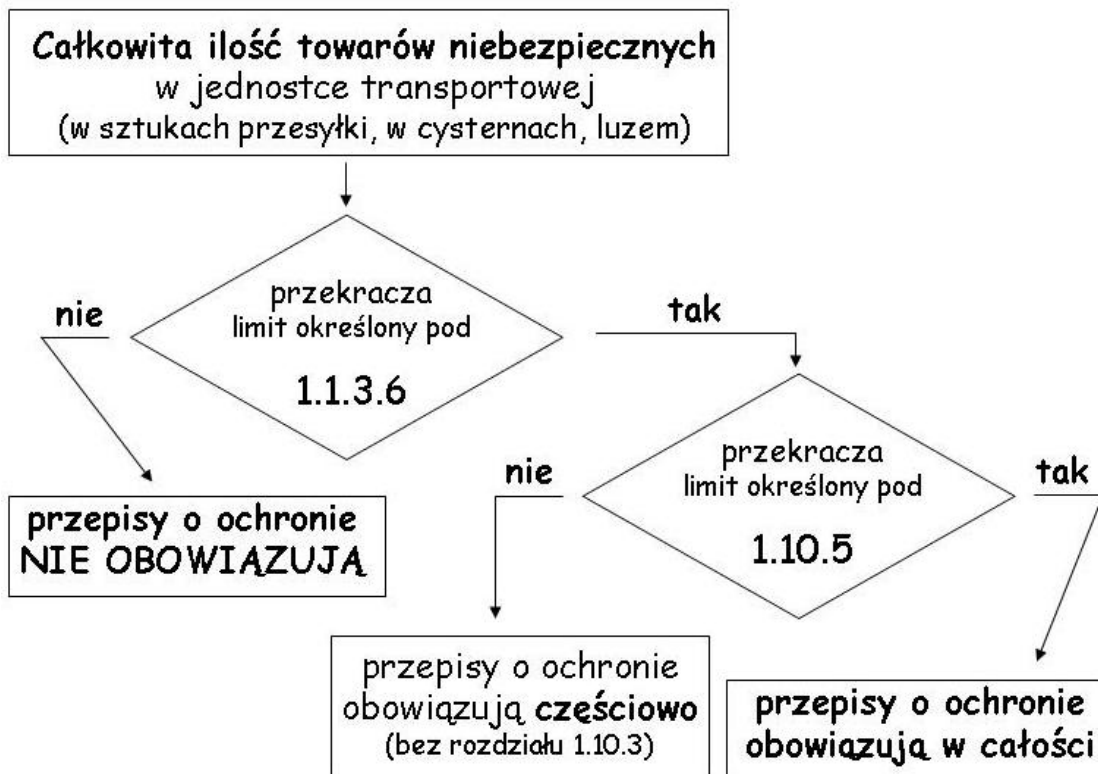 Całkowita ilość towarów niebezpiecznych
w jednostce transportowej
(w sztukach przesyłki, w cysternach, luzem)
przekracza
limit określony pod
1.1.3.6
nie
tak
przepisy o ochronie
NIE OBOWIĄZUJĄ
przekracza
limit określony pod
1.10.5
nie
tak
przepisy o ochronie
obowiązują częściowo
(bez rozdziału 1.10.3)
przepisy o ochronie
obowiązują w całości